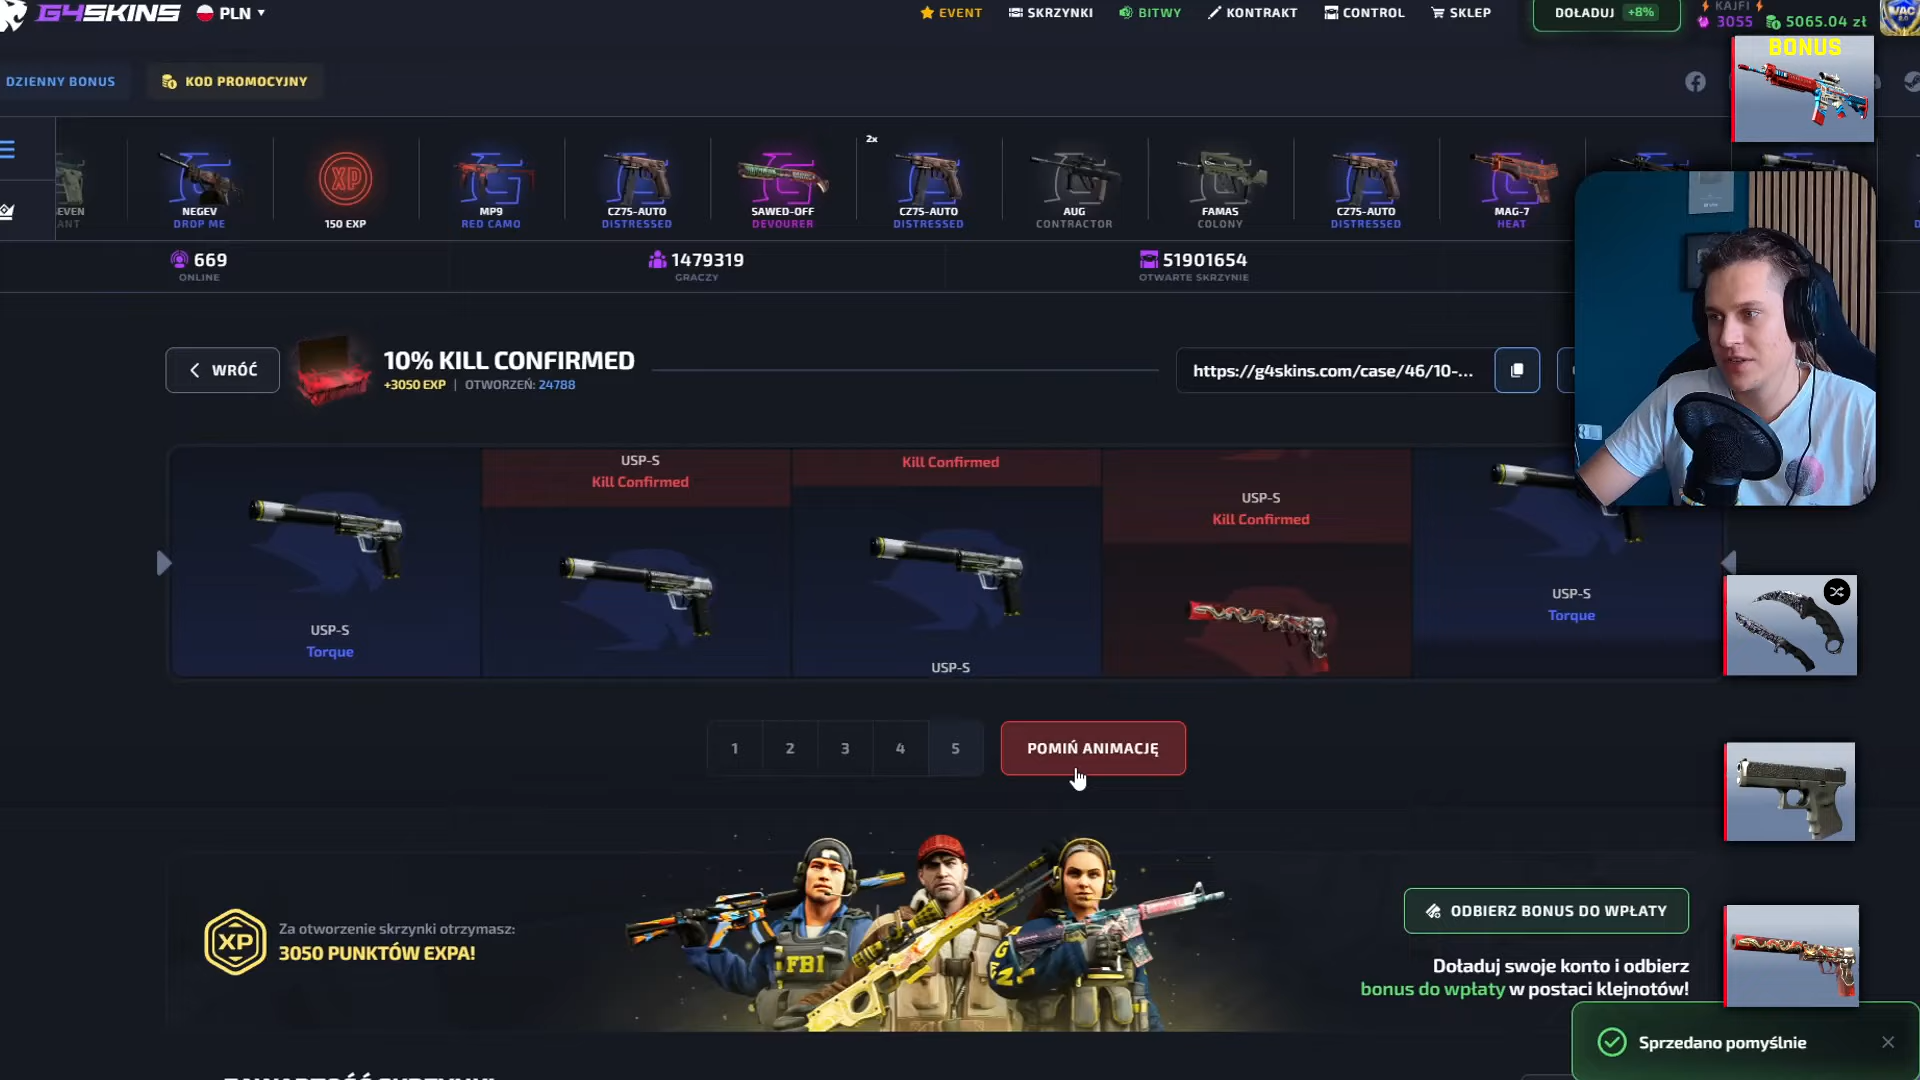 G4SKINS
PLN
EVENT
SKRZYNKI
BITWY
KONTRAKT
CONTROL
SKLEP
DOŁADUJ +8%
KAJFI
3055
5065.04 zł
BONUS
DZIENNY BONUS
KOD PROMOCYJNY
2x
NEGEV
DROP ME
XP
150 EXP
MP9
RED CAMO
CZ75-AUTO
DISTRESSED
SAWED-OFF
DEVOURER
CZ75-AUTO
DISTRESSED
AUG
CONTRACTOR
FAMAS
COLONY
CZ75-AUTO
DISTRESSED
MAG-7
HEAT
669
ONLINE
1479319
GRACZY
51901654
OTWARTE SKRZYNIE
WRÓĆ
10% KILL CONFIRMED
+3050 EXP | OTWORZEŃ: 24788
https://g4skins.com/case/46/10-...
USP-S
Torque
USP-S
Kill Confirmed
Kill Confirmed
USP-S
USP-S
Kill Confirmed
USP-S
Torque
1
2
3
4
5
POMIŃ ANIMACJĘ
XP
Za otworzenie skrzynki otrzymasz:
3050 PUNKTÓW EXPA!
FBI
ODBIERZ BONUS DO WPŁATY
Doładuj swoje konto i odbierz
bonus do wpłaty w postaci klejnotów!
Sprzedano pomyślnie
ZAWARTOŚĆ SKRZYNKI